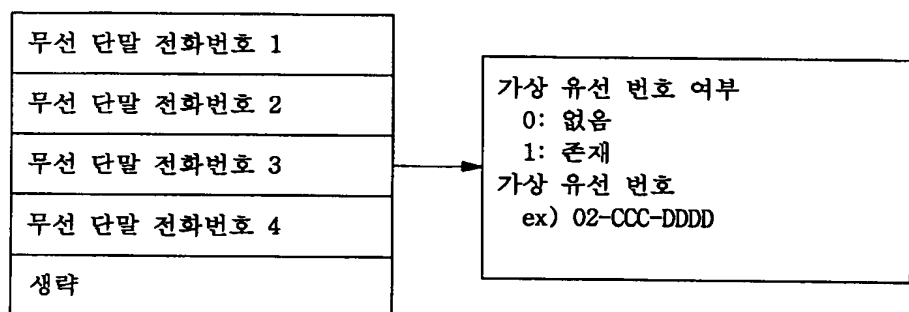 무선 단말 전화번호 1
무선 단말 전화번호 2
무선 단말 전화번호 3
무선 단말 전화번호 4
생략
가상 유선 번호 여부
0: 없음
1: 존재
가상 유선 번호
ex) 02-CCC-DDDD